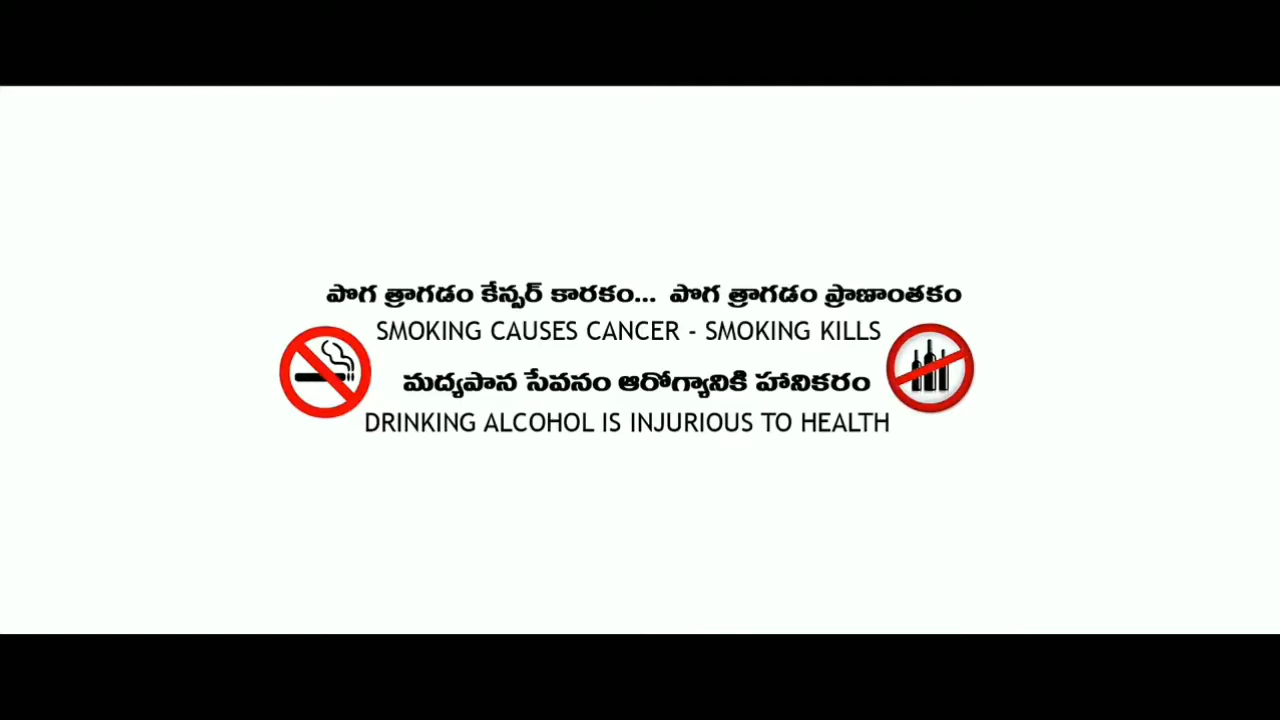 పొగ త్రాగడం కేన్సర్ కారకం... పొగ త్రాగడం ప్రాణాంతకం
SMOKING CAUSES CANCER - SMOKING KILLS
మద్యపాన సేవనం ఆరోగ్యానికి హానికరం
DRINKING ALCOHOL IS INJURIOUS TO HEALTH